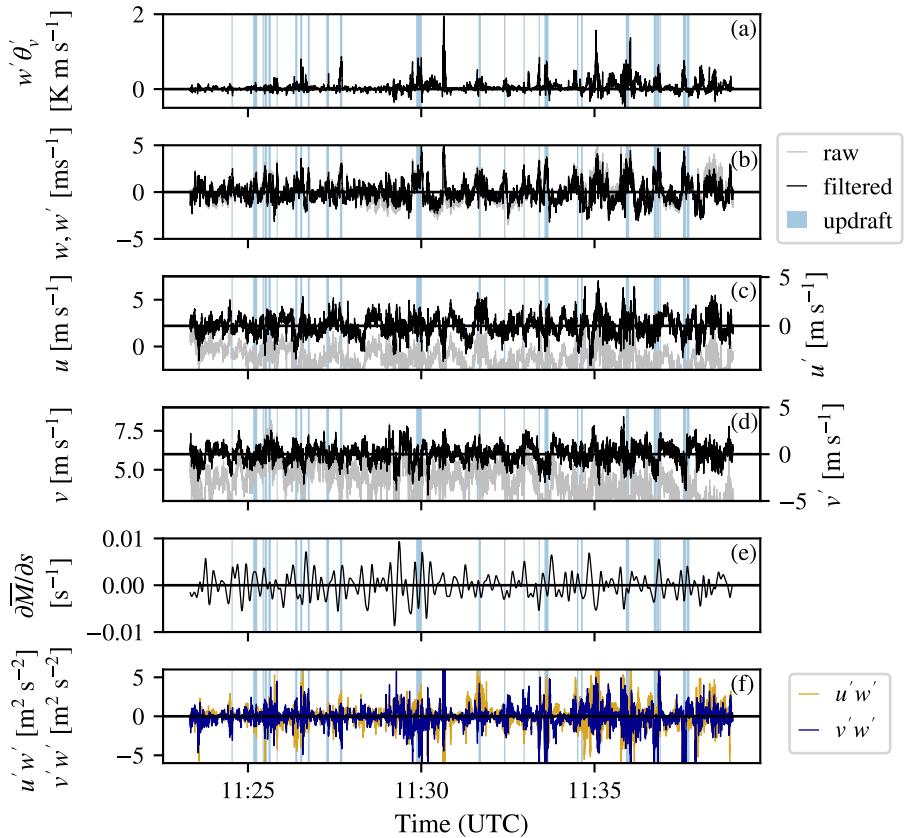 w′θ′ᵥ
[K m s⁻¹]
2
0
(a)
w, w′ [ms⁻¹]
5
0
−5
(b)
raw
filtered
updraft
u [m s⁻¹]
5
0
(c)
5
0
u′ [m s⁻¹]
v [m s⁻¹]
7.5
5.0
(d)
5
0
−5
v′ [m s⁻¹]
∂M̅/∂s
[s⁻¹]
0.01
0.00
−0.01
(e)
u′w′ [m² s⁻²]
v′w′ [m² s⁻²]
5
0
−5
(f)
u′w′
v′w′
11:25 11:30 11:35
Time (UTC)